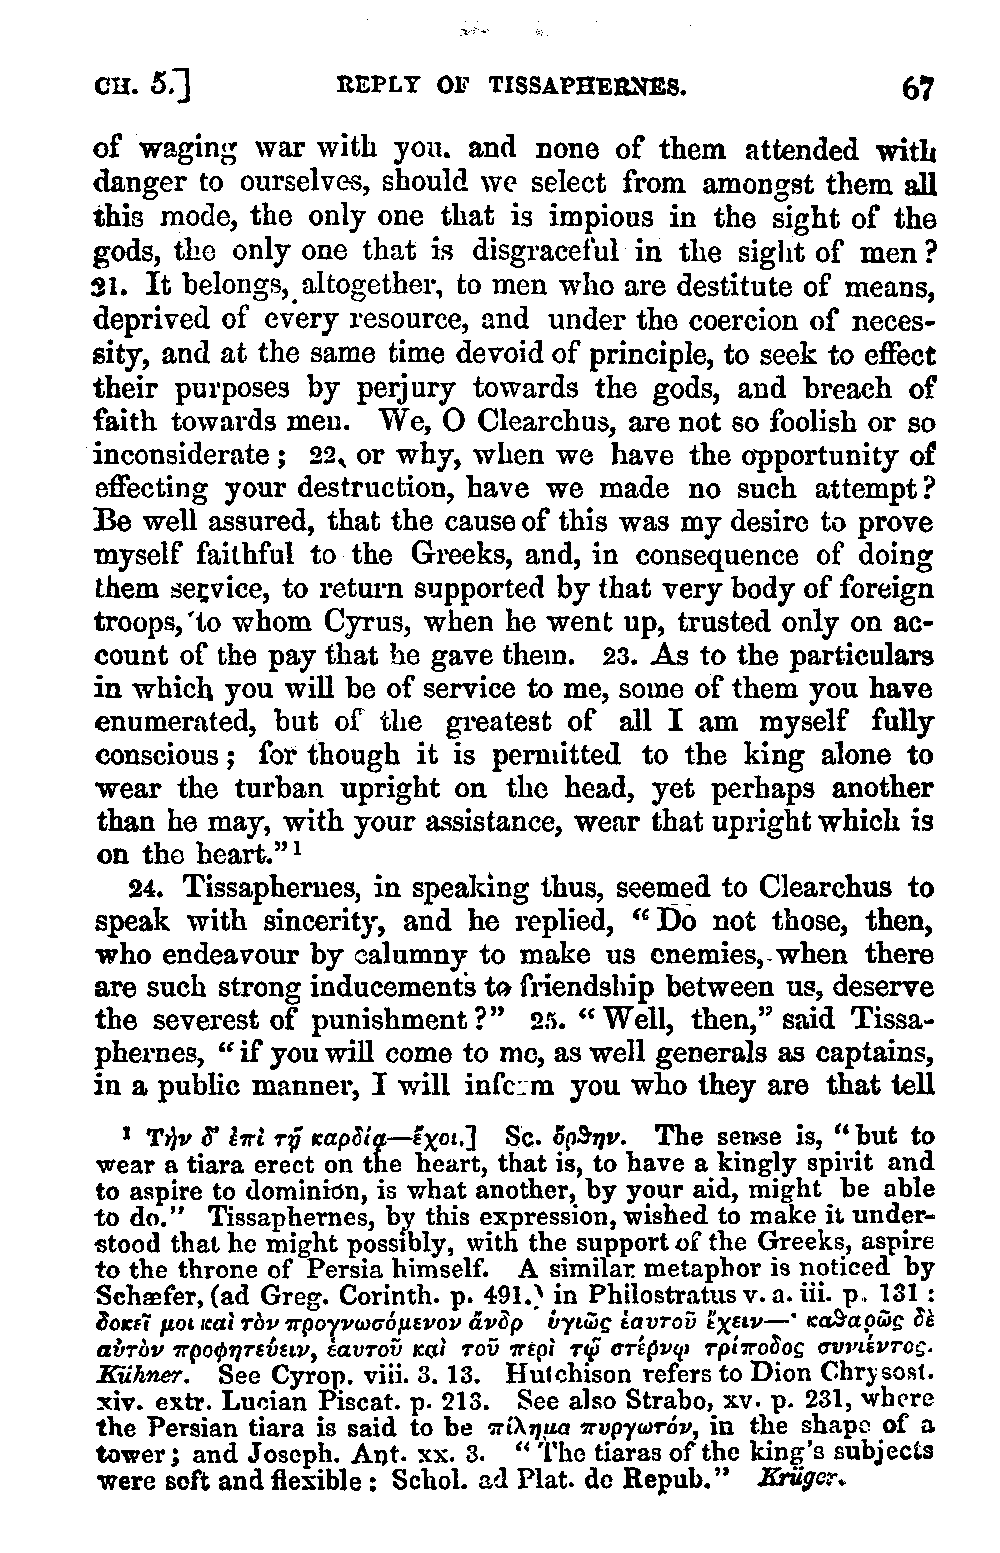 CH. 5.] REPLY OF TISSAPHERNES. 67
of waging war with you. and none of them attended with
danger to ourselves, should we select from amongst them all
this mode, the only one that is impious in the sight of the
gods, the only one that is disgraceful in the sight of men?
21. It belongs, altogether, to men who are destitute of means,
deprived of every resource, and under the coercion of neces-
sity, and at the same time devoid of principle, to seek to effect
their purposes by perjury towards the gods, and breach of
faith towards men. We, O Clearchus, are not so foolish or so
inconsiderate; 22, or why, when we have the opportunity of
effecting your destruction, have we made no such attempt?
Be well assured, that the cause of this was my desire to prove
myself faithful to the Greeks, and, in consequence of doing
them service, to return supported by that very body of foreign
troops, to whom Cyrus, when he went up, trusted only on ac-
count of the pay that he gave them. 23. As to the particulars
in which you will be of service to me, some of them you have
enumerated, but of the greatest of all I am myself fully
conscious; for though it is permitted to the king alone to
wear the turban upright on the head, yet perhaps another
than he may, with your assistance, wear that upright which is
on the heart.” 1
24. Tissaphernes, in speaking thus, seemed to Clearchus to
speak with sincerity, and he replied, “Do not those, then,
who endeavour by calumny to make us enemies, when there
are such strong inducements to friendship between us, deserve
the severest of punishment?” 25. “Well, then,” said Tissa-
phernes, “if you will come to me, as well generals as captains,
in a public manner, I will inform you who they are that tell
1 Τὴν δ’ ἐπὶ τῇ καρδίᾳ—ἔχοι.] Sc. ὄρϑην. The sense is, “but to
wear a tiara erect on the heart, that is, to have a kingly spirit and
to aspire to dominion, is what another, by your aid, might be able
to do.” Tissaphernes, by this expression, wished to make it under-
stood that he might possibly, with the support of the Greeks, aspire
to the throne of Persia himself. A similar metaphor is noticed by
Schæfer, (ad Greg. Corinth. p. 491.) in Philostratus v. a. iii. p. 131:
δοκεῖ μοι καὶ τὸν προγνωσόμενον ἄνδρ ὑγιῶς ἑαυτοῦ ἔχειν—· καϑαρῶς δὲ
αὐτὸν προφητεύειν, ἑαυτοῦ καὶ τοῦ περὶ τῷ στέρνῳ τρίποδος συνιέντος.
Kühner. See Cyrop. viii. 3. 13. Hutchison refers to Dion Chrysost.
xiv. extr. Lucian Piscat. p. 213. See also Strabo, xv. p. 231, where
the Persian tiara is said to be πίλημα πυργωτόν, in the shape of a
tower; and Joseph. Ant. xx. 3. “The tiaras of the king's subjects
were soft and flexible: Schol. ad Plat. de Repub.” Krüger.